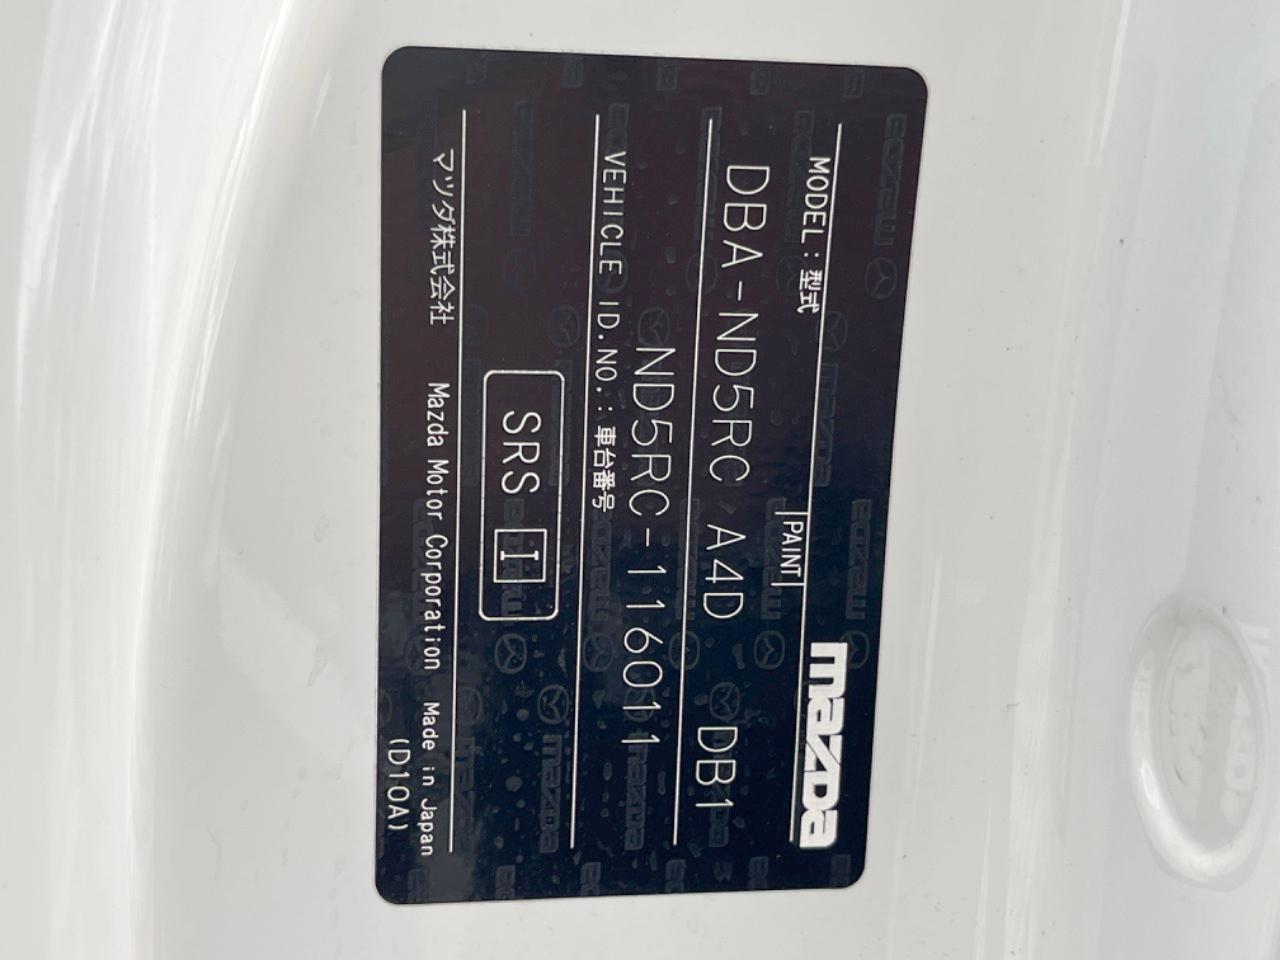 mazda
MODEL:型式 PAINT
DBA-ND5RC A4D DB1
ND5RC-116011
VEHICLE ID.NO.:車台番号
SRS I
マツダ株式会社 Mazda Motor Corporation Made in Japan
(D10A)